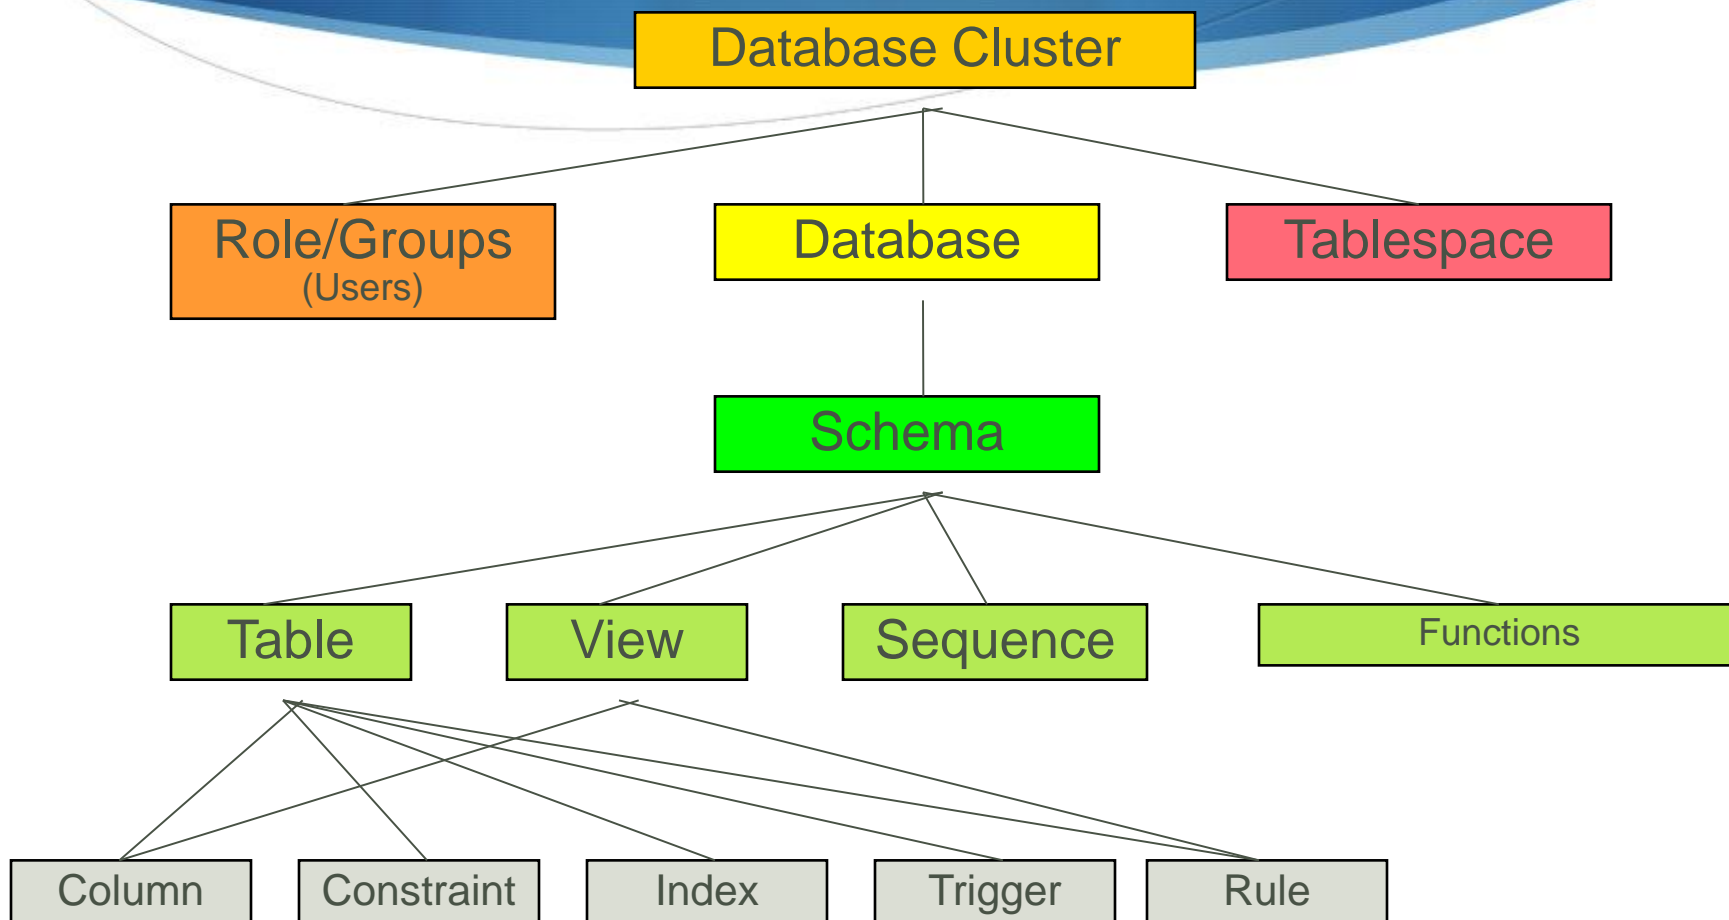 Database Cluster
Role/Groups
(Users)
Database
Tablespace
Schema
Table
View
Sequence
Functions
Column
Constraint
Index
Trigger
Rule